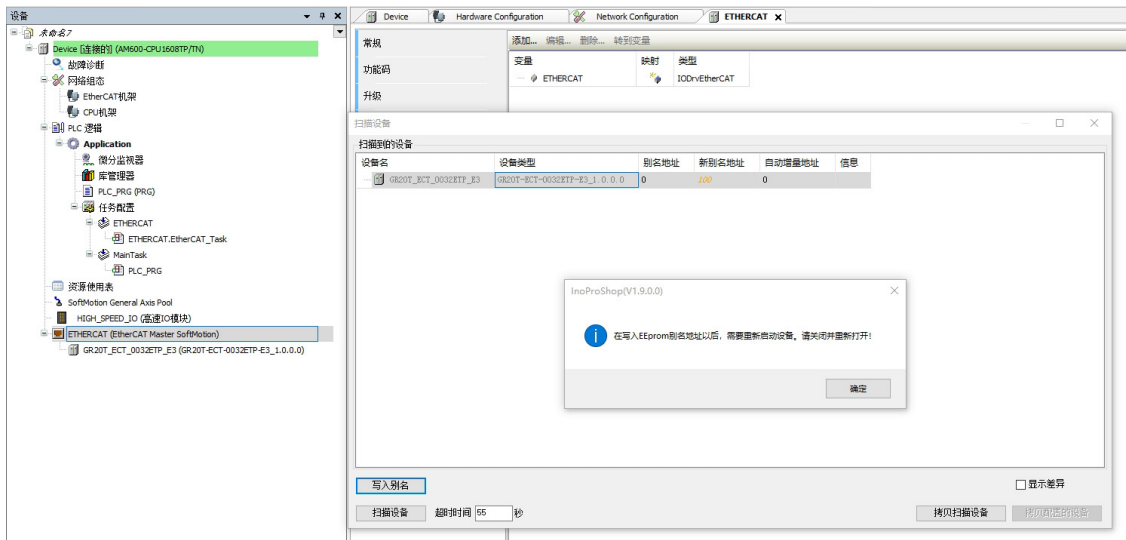 设备
Device
Hardware Configuration
Network Configuration
ETHERCAT
未命名7
Device [连接的] (AM600-CPU1608TP/TN)
故障诊断
网络组态
EtherCAT机架
CPU机架
PLC 逻辑
Application
微分监视器
库管理器
PLC_PRG (PRG)
任务配置
ETHERCAT
ETHERCAT.EtherCAT_Task
MainTask
PLC_PRG
资源使用表
SoftMotion General Axis Pool
HIGH_SPEED_IO (高速IO模块)
ETHERCAT (EtherCAT Master SoftMotion)
GR20T_ECT_0032ETP_E3 (GR20T-ECT-0032ETP-E3_1.0.0.0)
常规
功能码
升级
添加... 编辑... 删除... 转到变量
变量 映射 类型
ETHERCAT IODrvEtherCAT
扫描设备
扫描到的设备
设备名 设备类型 别名地址 新别名地址 自动增量地址 信息
GR20T_ECT_0032ETP_E3 GR20T-ECT-0032ETP-E3_1.0.0.0 0 100 0
InoProShop(V1.9.0.0)
在写入EEprom别名地址以后，需要重新启动设备。请关闭并重新打开!
确定
写入别名
显示差异
扫描设备 超时时间 55 秒
拷贝扫描设备